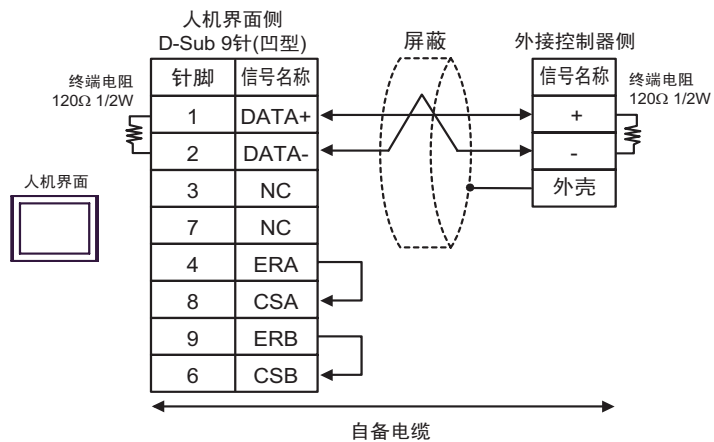 人机界面侧
D-Sub 9针(凹型)
屏蔽
外接控制器侧
终端电阻
120Ω 1/2W
针脚 信号名称
信号名称
终端电阻
120Ω 1/2W
1 DATA+
+
2 DATA-
-
人机界面
3 NC
外壳
7 NC
4 ERA
8 CSA
9 ERB
6 CSB
自备电缆